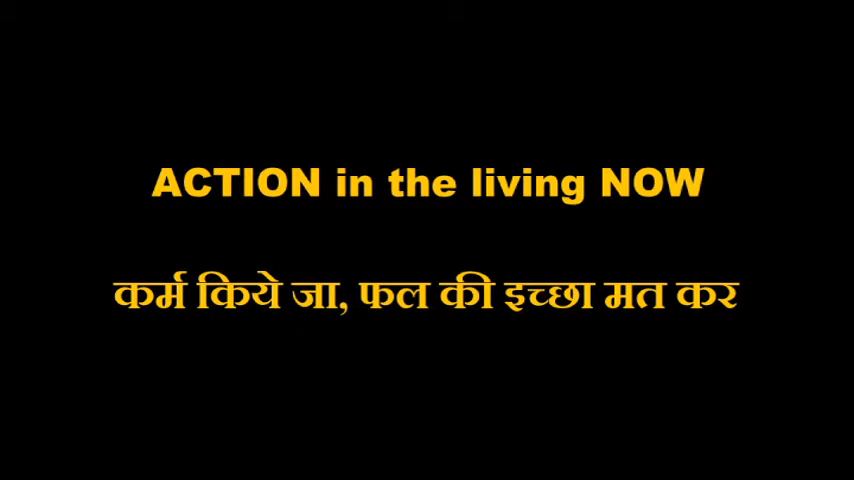 ACTION in the living NOW
कर्म किये जा, फल की इच्छा मत कर